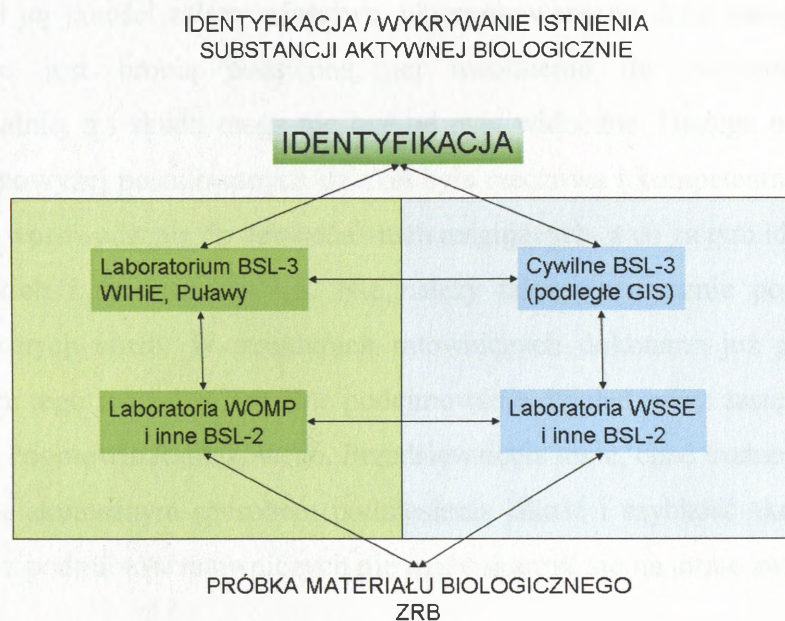 IDENTYFIKACJA / WYKRYWANIE ISTNIENIA
SUBSTANCJI AKTYWNEJ BIOLOGICZNIE
IDENTYFIKACJA
Laboratorium BSL-3
WIHiE, Puławy
Cywilne BSL-3
(podległe GIS)
Laboratoria WOMP
i inne BSL-2
Laboratoria WSSE
i inne BSL-2
PRÓBKA MATERIAŁU BIOLOGICZNEGO
ZRB